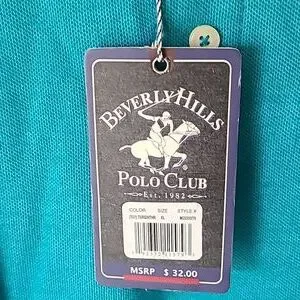 BEVERLY HILLS
POLO CLUB
Est. 1982
COLOR SIZE STYLE #
XL
MSRP $ 32.00